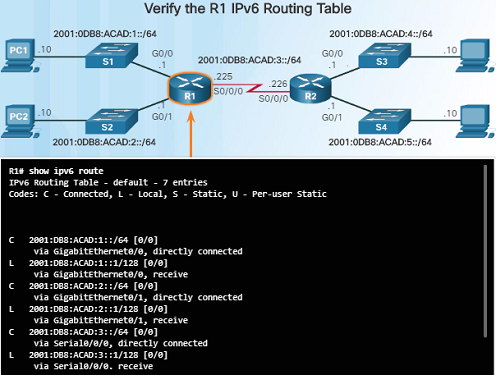 Verify the R1 IPv6 Routing Table
2001:0DB8:ACAD:1::/64
2001:0DB8:ACAD:4::/64
PC1
.10
S1
G0/0
.1
2001:0DB8:ACAD:3::/64
G0/0
.1
S3
.10
.225
S0/0/0
R1
.226
S0/0/0
R2
PC2
.10
S2
.1
G0/1
.1
G0/1
S4
.10
2001:0DB8:ACAD:2::/64
2001:0DB8:ACAD:5::/64
R1# show ipv6 route
IPv6 Routing Table - default - 7 entries
Codes: C - Connected, L - Local, S - Static, U - Per-user Static
C 2001:DB8:ACAD:1::/64 [0/0]
via GigabitEthernet0/0, directly connected
L 2001:DB8:ACAD:1::1/128 [0/0]
via GigabitEthernet0/0, receive
C 2001:DB8:ACAD:2::/64 [0/0]
via GigabitEthernet0/1, directly connected
L 2001:DB8:ACAD:2::1/128 [0/0]
via GigabitEthernet0/1, receive
C 2001:DB8:ACAD:3::/64 [0/0]
via Serial0/0/0, directly connected
L 2001:DB8:ACAD:3::1/128 [0/0]
via Serial0/0/0. receive